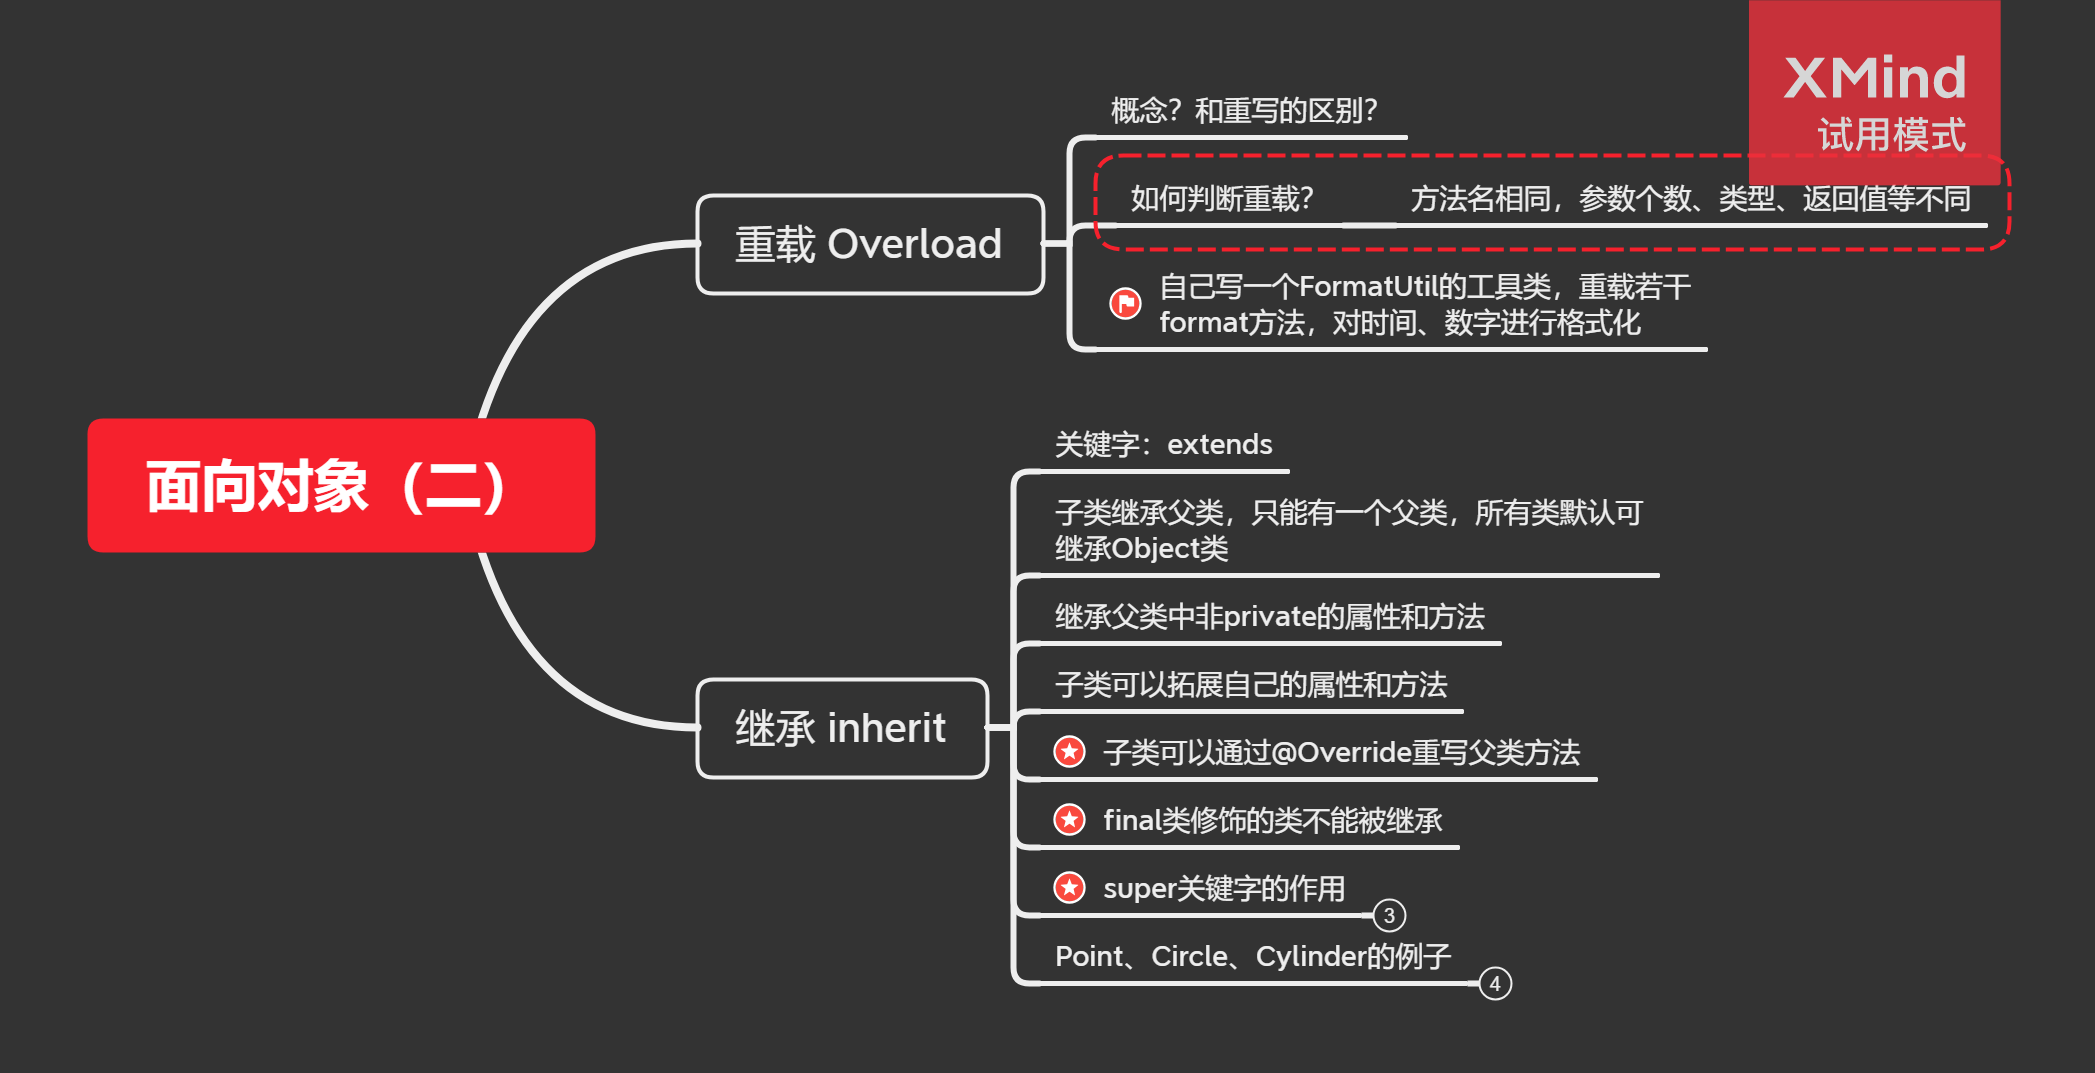 XMind
试用模式
概念？和重写的区别？
如何判断重载？
方法名相同，参数个数、类型、返回值等不同
重载 Overload
自己写一个FormatUtil的工具类，重载若干
format方法，对时间、数字进行格式化
面向对象（二）
关键字：extends
子类继承父类，只能有一个父类，所有类默认可
继承Object类
继承父类中非private的属性和方法
子类可以拓展自己的属性和方法
继承 inherit
子类可以通过@Override重写父类方法
final类修饰的类不能被继承
super关键字的作用
3
Point、Circle、Cylinder的例子
4